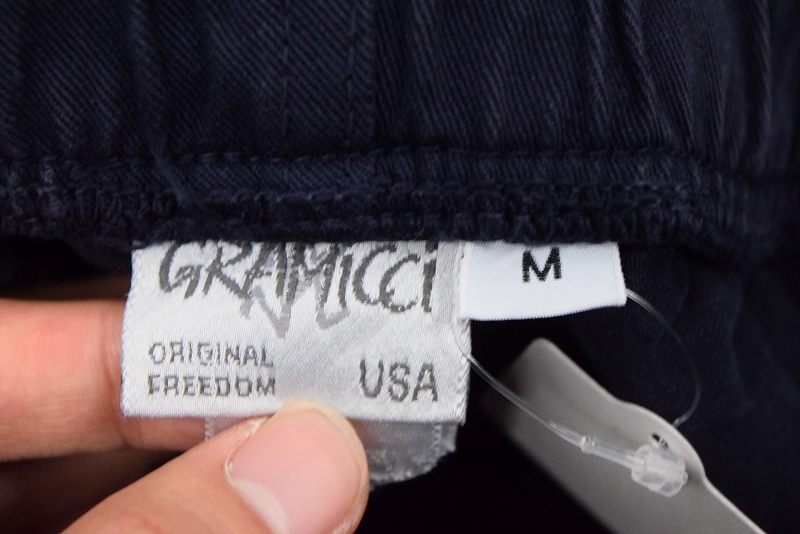 GRAMICCI
M
ORIGINAL
FREEDOM
USA